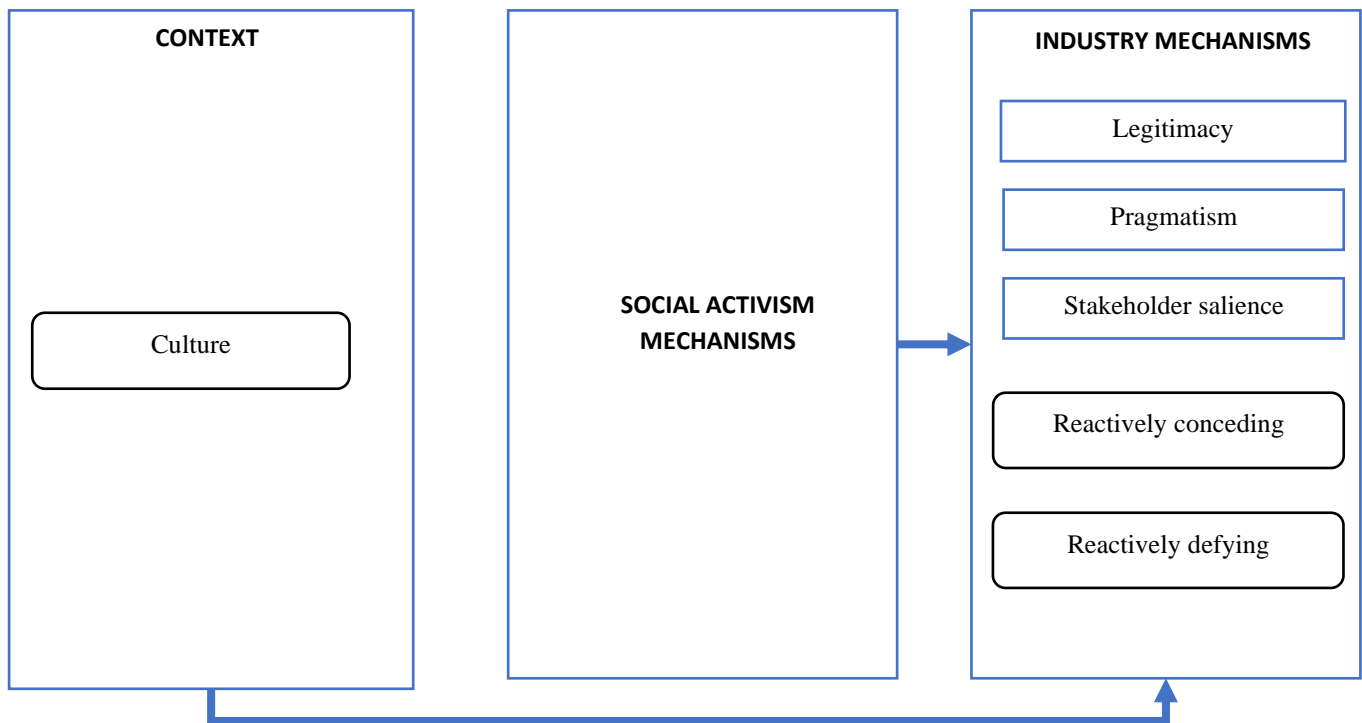 CONTEXT
Culture
SOCIAL ACTIVISM
MECHANISMS
INDUSTRY MECHANISMS
Legitimacy
Pragmatism
Stakeholder salience
Reactively conceding
Reactively defying